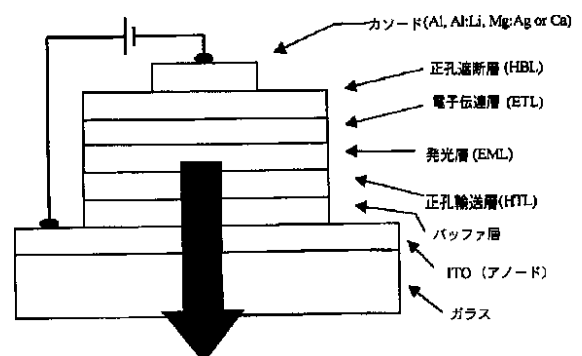 カソード(Al, Al:Li, Mg:Ag or Ca)
正孔遮断層 (HBL)
電子伝達層 (ETL)
発光層 (EML)
正孔輸送層(HTL)
バッファ層
ITO (アノード)
ガラス